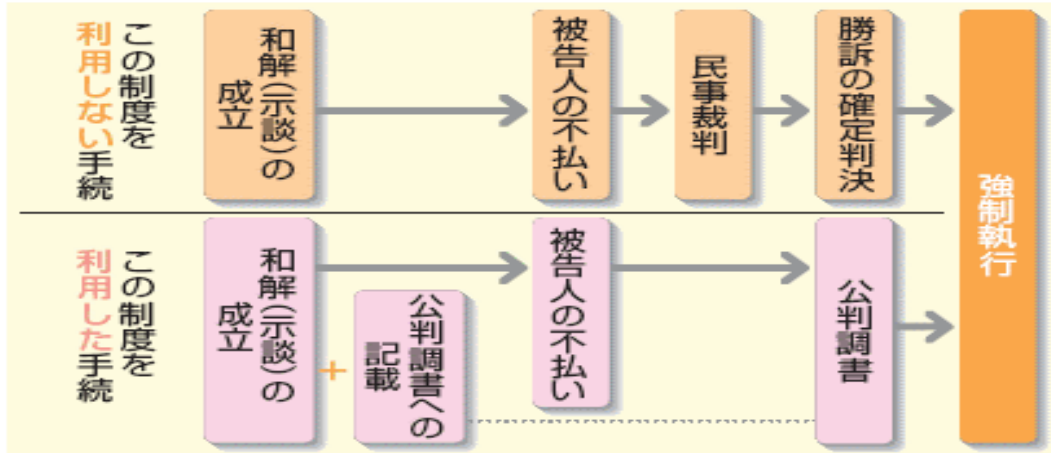 この制度を
利用しない手続
和解（示談）の
成立
被告人の不払い
民事裁判
勝訴の確定判決
強制執行
この制度を
利用した手続
和解（示談）の
成立
+
公判調書への
記載
被告人の不払い
公判調書